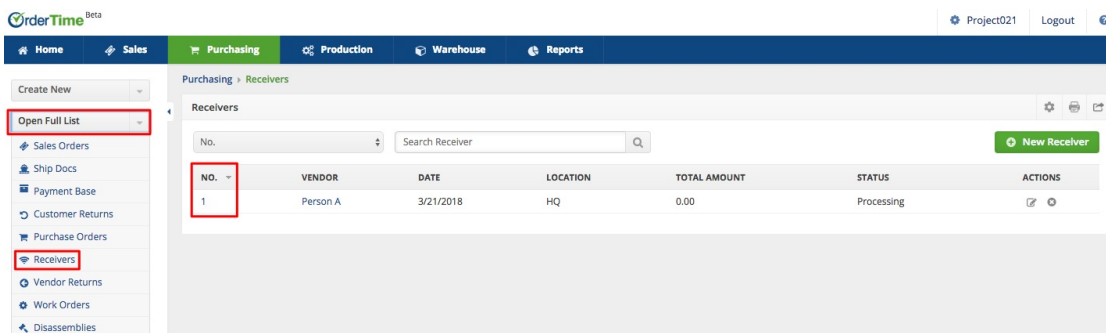 OrderTime Beta
Project021 Logout
Home Sales Purchasing Production Warehouse Reports
Create New
Open Full List
Sales Orders
Ship Docs
Payment Base
Customer Returns
Purchase Orders
Receivers
Vendor Returns
Work Orders
Disassemblies
Purchasing Receivers
Receivers
No. Search Receiver New Receiver
NO. VENDOR DATE LOCATION TOTAL AMOUNT STATUS ACTIONS
1 Person A 3/21/2018 HQ 0.00 Processing